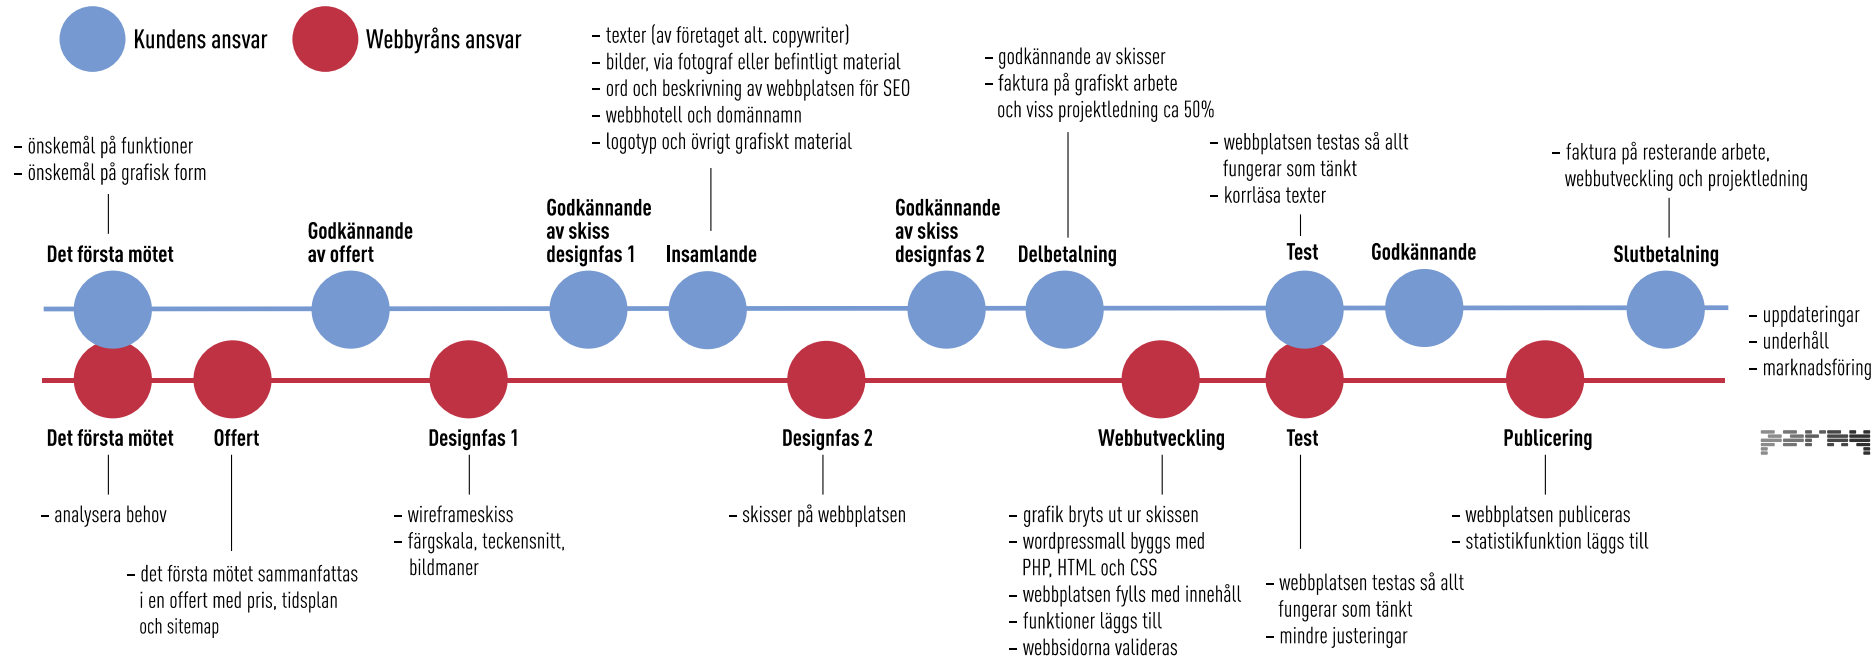 Kundens ansvar
Webbyråns ansvar
– önskemål på funktioner
– önskemål på grafisk form
– texter (av företaget alt. copywriter)
– bilder, via fotograf eller befintligt material
– ord och beskrivning av webbplatsen för SEO
– webbhotell och domännamn
– logotyp och övrigt grafiskt material
– godkännande av skisser
– faktura på grafiskt arbete
och viss projektledning ca 50%
– webbplatsen testas så allt
fungerar som tänkt
– korrläsa texter
– faktura på resterande arbete,
webbutveckling och projektledning
Det första mötet
Godkännande
av offert
Godkännande
av skiss
designfas 1
Insamlande
Godkännande
av skiss
designfas 2
Delbetalning
Test
Godkännande
Slutbetalning
– uppdateringar
– underhåll
– marknadsföring
Det första mötet
Offert
Designfas 1
Designfas 2
Webbutveckling
Test
Publicering
– analysera behov
– det första mötet sammanfattas
i en offert med pris, tidsplan
och sitemap
– wireframeskiss
– färgskala, teckensnitt,
bildmaner
– skisser på webbplatsen
– grafik bryts ut ur skissen
– wordpressmall byggs med
PHP, HTML och CSS
– webbplatsen fylls med innehåll
– funktioner läggs till
– webbsidorna valideras
– webbplatsen testas så allt
fungerar som tänkt
– mindre justeringar
– webbplatsen publiceras
– statistikfunktion läggs till